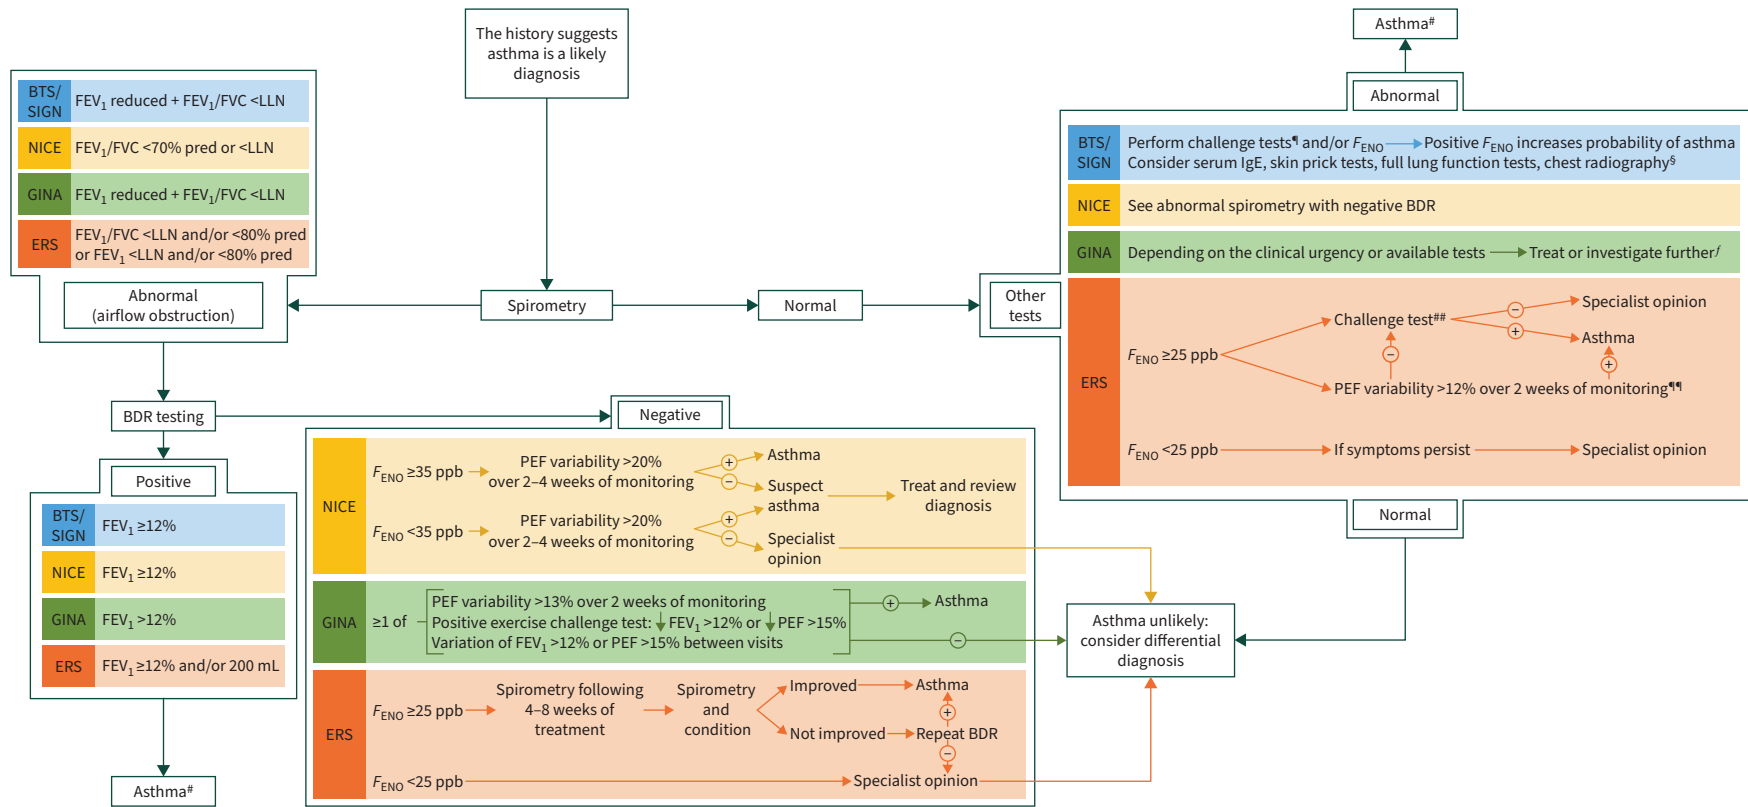 The history suggests
asthma is a likely
diagnosis
Asthma#
Abnormal
BTS/
SIGN
FEV1 reduced + FEV1/FVC <LLN
NICE
FEV1/FVC <70% pred or <LLN
GINA
FEV1 reduced + FEV1/FVC <LLN
ERS
FEV1/FVC <LLN and/or <80% pred
or FEV1 <LLN and/or <80% pred
Abnormal
(airflow obstruction)
Spirometry
Normal
Other
tests
BTS/
SIGN
Perform challenge tests¶ and/or FENO → Positive FENO increases probability of asthma
Consider serum IgE, skin prick tests, full lung function tests, chest radiography§
NICE
See abnormal spirometry with negative BDR
GINA
Depending on the clinical urgency or available tests → Treat or investigate further ƒ
ERS
FENO ≥25 ppb
Challenge test##
−
Specialist opinion
+
Asthma
−
+
PEF variability >12% over 2 weeks of monitoring¶¶
FENO <25 ppb
If symptoms persist
Specialist opinion
Normal
BDR testing
Positive
BTS/
SIGN
FEV1 ≥12%
NICE
FEV1 ≥12%
GINA
FEV1 >12%
ERS
FEV1 ≥12% and/or 200 mL
Asthma#
Negative
NICE
FENO ≥35 ppb
PEF variability >20%
over 2–4 weeks of monitoring
+
Asthma
−
Suspect
asthma
Treat and review
diagnosis
FENO <35 ppb
PEF variability >20%
over 2–4 weeks of monitoring
+
−
Specialist
opinion
GINA
≥1 of
PEF variability >13% over 2 weeks of monitoring
Positive exercise challenge test: ↓ FEV1 >12% or ↓ PEF >15%
Variation of FEV1 >12% or PEF >15% between visits
+
Asthma
−
ERS
FENO ≥25 ppb
Spirometry following
4–8 weeks of
treatment
Spirometry
and
condition
Improved
Asthma
+
Not improved
Repeat BDR
−
FENO <25 ppb
Specialist opinion
Asthma unlikely:
consider differential
diagnosis